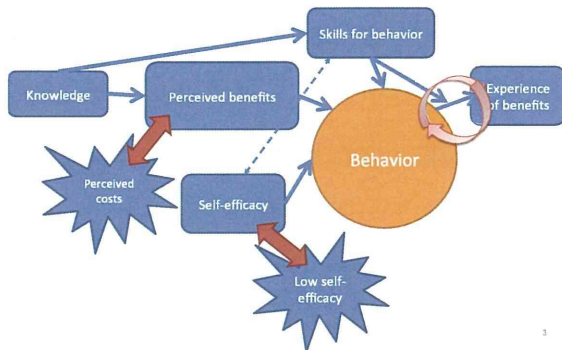 Skills for behavior
Knowledge
Perceived benefits
Experience
of benefits
Behavior
Perceived
costs
Self-efficacy
Low self-
efficacy
3